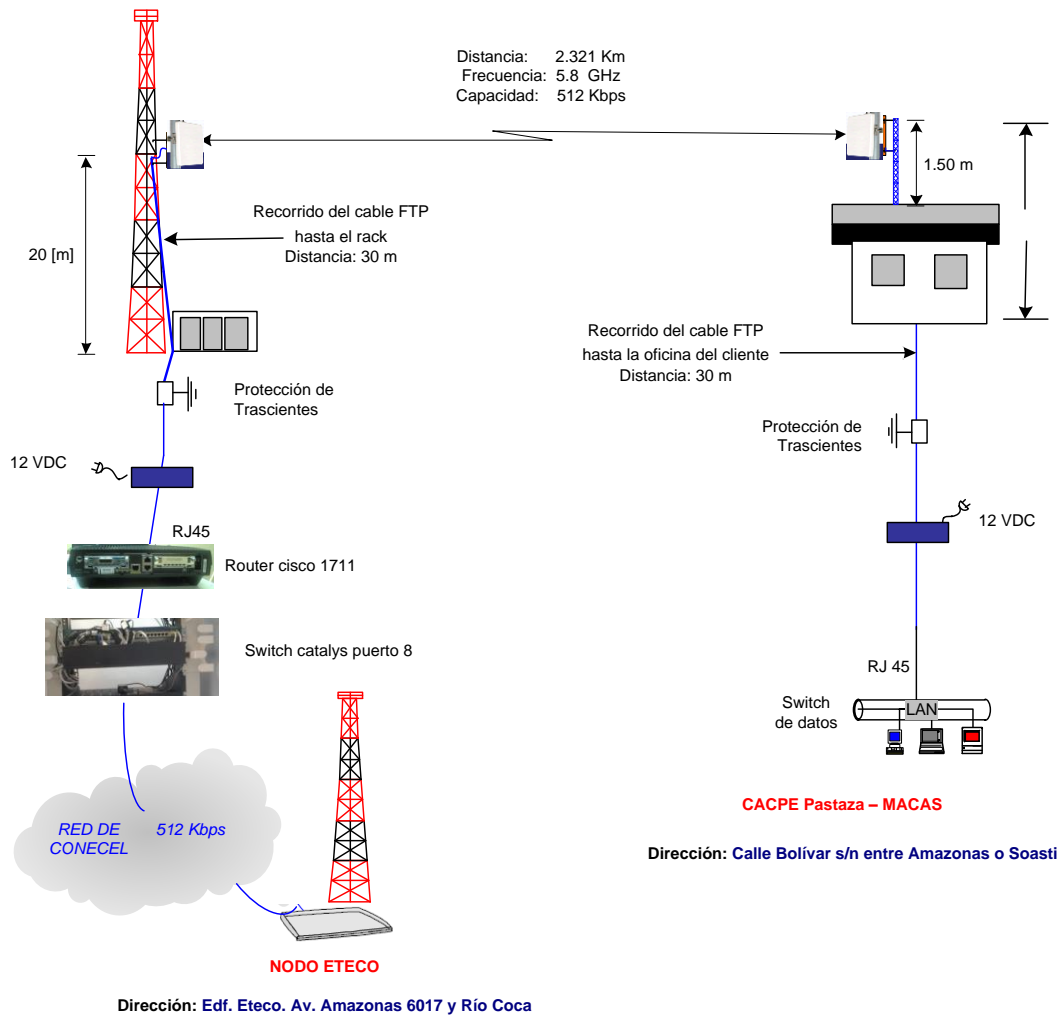 Distancia: 2.321 Km
Frecuencia: 5.8 GHz
Capacidad: 512 Kbps
1.50 m
Recorrido del cable FTP
hasta el rack
Distancia: 30 m
20 [m]
Recorrido del cable FTP
hasta la oficina del cliente
Distancia: 30 m
Protección de
Trascientes
Protección de
Trascientes
12 VDC
12 VDC
RJ45
Router cisco 1711
Switch catalys puerto 8
RJ 45
Switch
de datos
LAN
CACPE Pastaza – MACAS
Dirección: Calle Bolívar s/n entre Amazonas o Soasti
RED DE
CONECEL
512 Kbps
NODO ETECO
Dirección: Edf. Eteco. Av. Amazonas 6017 y Río Coca